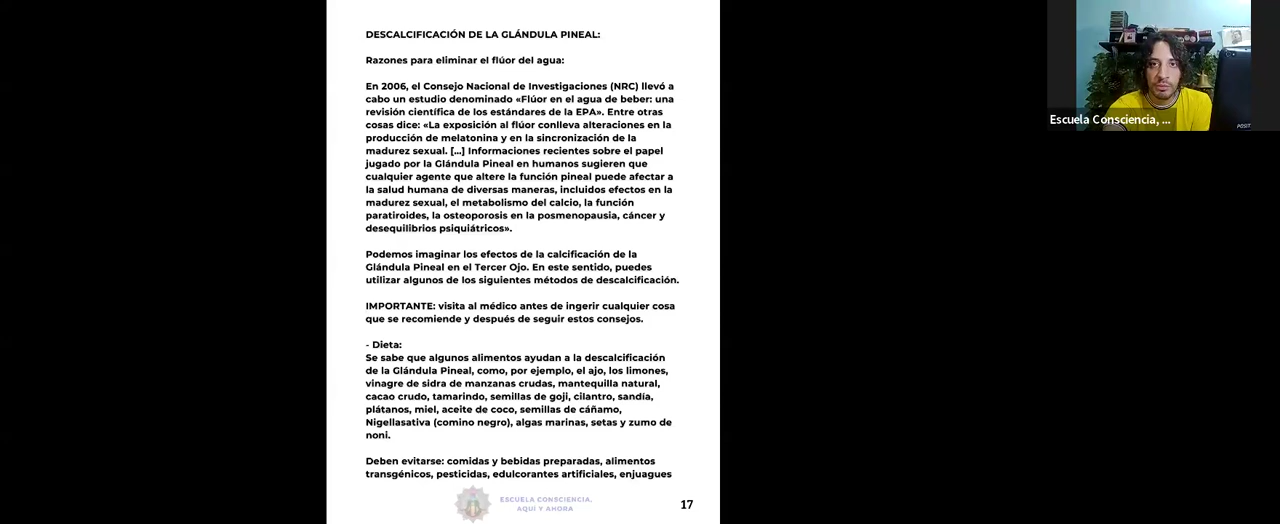 DESCALCIFICACIÓN DE LA GLÁNDULA PINEAL:
Razones para eliminar el flúor del agua:
En 2006, el Consejo Nacional de Investigaciones (NRC) llevó a
cabo un estudio denominado «Flúor en el agua de beber: una
revisión científica de los estándares de la EPA». Entre otras
cosas dice: «La exposición al flúor conlleva alteraciones en la
producción de melatonina y en la sincronización de la
madurez sexual. [...] Informaciones recientes sobre el papel
jugado por la Glándula Pineal en humanos sugieren que
cualquier agente que altere la función pineal puede afectar a
la salud humana de diversas maneras, incluidos efectos en la
madurez sexual, el metabolismo del calcio, la función
paratiroides, la osteoporosis en la posmenopausia, cáncer y
desequilibrios psiquiátricos».
Podemos imaginar los efectos de la calcificación de la
Glándula Pineal en el Tercer Ojo. En este sentido, puedes
utilizar algunos de los siguientes métodos de descalcificación.
IMPORTANTE: visita al médico antes de ingerir cualquier cosa
que se recomiende y después de seguir estos consejos.
- Dieta:
Se sabe que algunos alimentos ayudan a la descalcificación
de la Glándula Pineal, como, por ejemplo, el ajo, los limones,
vinagre de sidra de manzanas crudas, mantequilla natural,
cacao crudo, tamarindo, semillas de goji, cilantro, sandía,
plátanos, miel, aceite de coco, semillas de cáñamo,
Nigellasativa (comino negro), algas marinas, setas y zumo de
noni.
Deben evitarse: comidas y bebidas preparadas, alimentos
transgénicos, pesticidas, edulcorantes artificiales, enjuagues
ESCUELA CONSCIENCIA,
AQUÍ Y AHORA
17
Escuela Consciencia, ...
POSIT